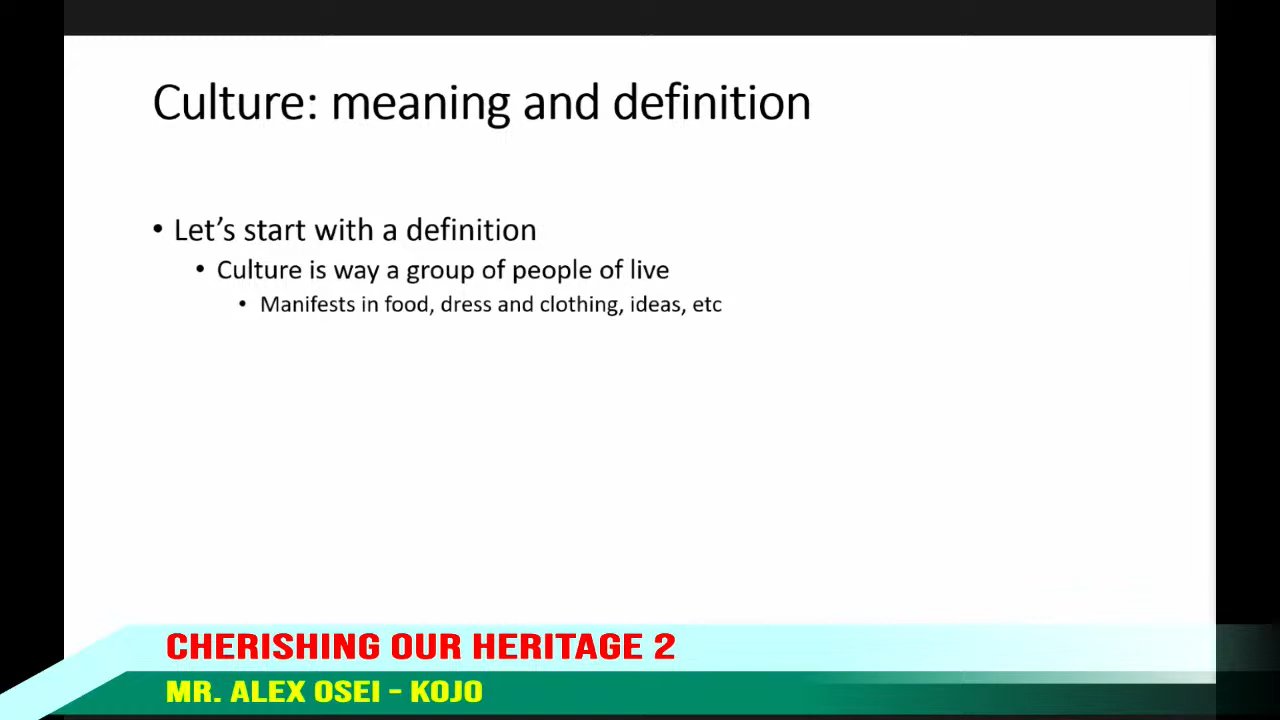 Culture: meaning and definition
• Let’s start with a definition
• Culture is way a group of people of live
• Manifests in food, dress and clothing, ideas, etc
CHERISHING OUR HERITAGE 2
MR. ALEX OSEI - KOJO